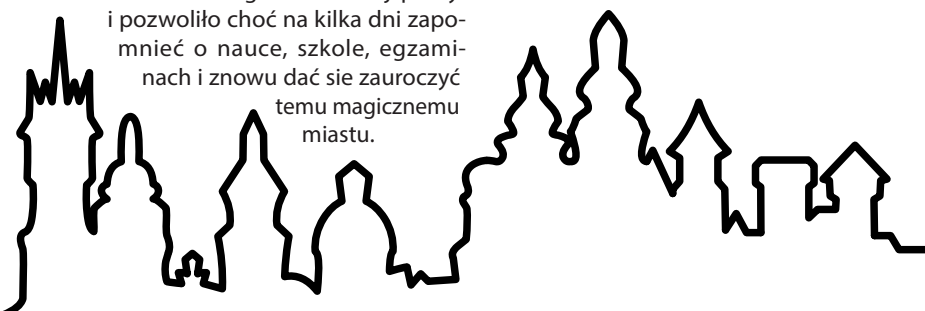 i pozwoliło choć na kilka dni zapo-
mnieć o nauce, szkole, egzami-
nach i znowu dać sie zauroczyć
temu magicznemu
miastu.